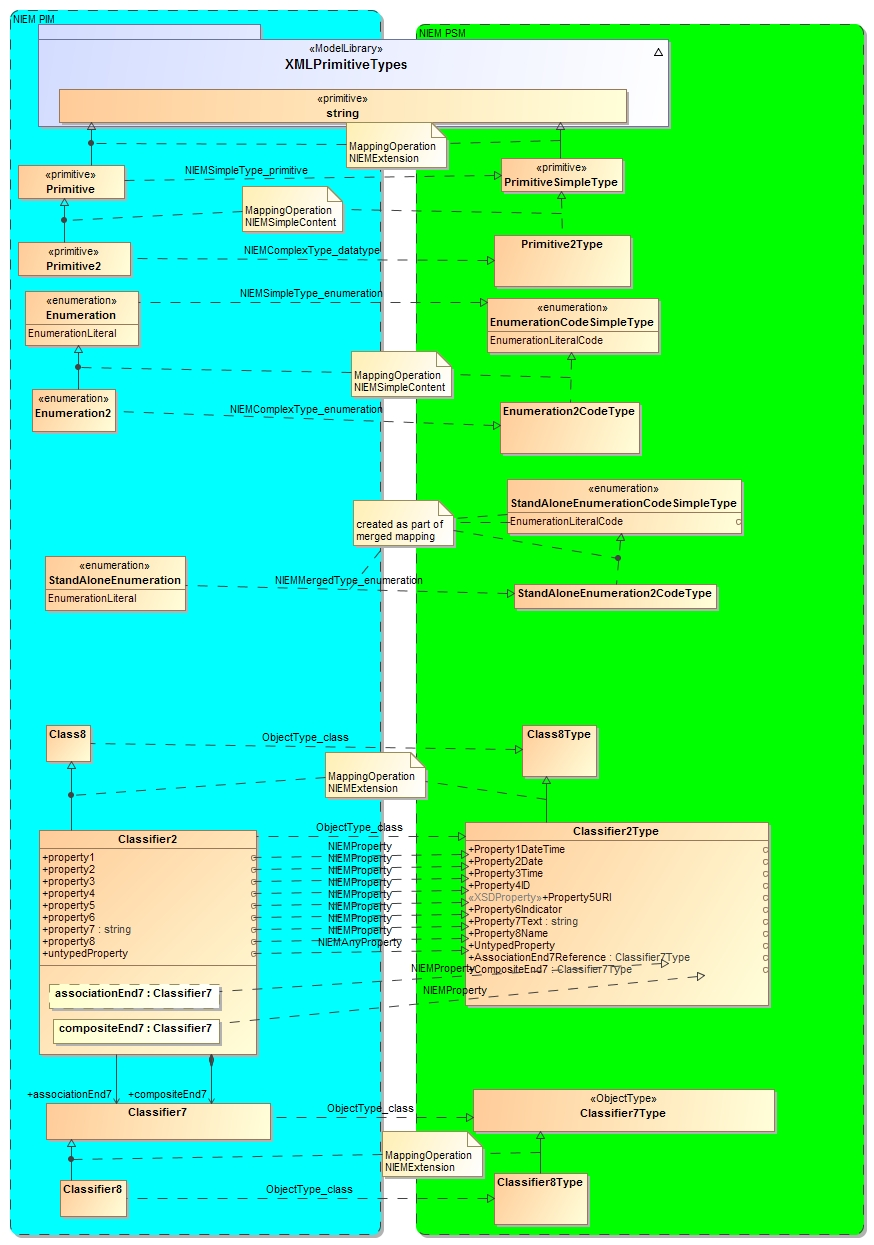 NIEM PIM
NIEM PSM
«ModelLibrary»
XMLPrimitiveTypes
«primitive»
string
MappingOperation
NIEMExtension
«primitive»
Primitive
NIEMSimpleType_primitive
«primitive»
PrimitiveSimpleType
MappingOperation
NIEMSimpleContent
«primitive»
Primitive2
NIEMComplexType_datatype
Primitive2Type
«enumeration»
Enumeration
EnumerationLiteral
NIEMSimpleType_enumeration
«enumeration»
EnumerationCodeSimpleType
EnumerationLiteralCode
MappingOperation
NIEMSimpleContent
«enumeration»
Enumeration2
NIEMComplexType_enumeration
Enumeration2CodeType
«enumeration»
StandAloneEnumerationCodeSimpleType
EnumerationLiteralCode
created as part of
merged mapping
«enumeration»
StandAloneEnumeration
EnumerationLiteral
NIEMMergedType_enumeration
StandAloneEnumeration2CodeType
Class8
ObjectType_class
Class8Type
MappingOperation
NIEMExtension
Classifier2
+property1
+property2
+property3
+property4
+property5
+property6
+property7 : string
+property8
+untypedProperty
associationEnd7 : Classifier7
compositeEnd7 : Classifier7
ObjectType_class
NIEMProperty
NIEMProperty
NIEMProperty
NIEMProperty
NIEMProperty
NIEMProperty
NIEMProperty
NIEMProperty
NIEMAnyProperty
NIEMProperty
NIEMProperty
Classifier2Type
+Property1DateTime
+Property2Date
+Property3Time
+Property4ID
«XSDProperty»+Property5URI
+Property6Indicator
+Property7Text : string
+Property8Name
+UntypedProperty
+AssociationEnd7Reference : Classifier7Type
+CompositeEnd7 : Classifier7Type
+associationEnd7
+compositeEnd7
Classifier7
ObjectType_class
«ObjectType»
Classifier7Type
MappingOperation
NIEMExtension
Classifier8
ObjectType_class
Classifier8Type